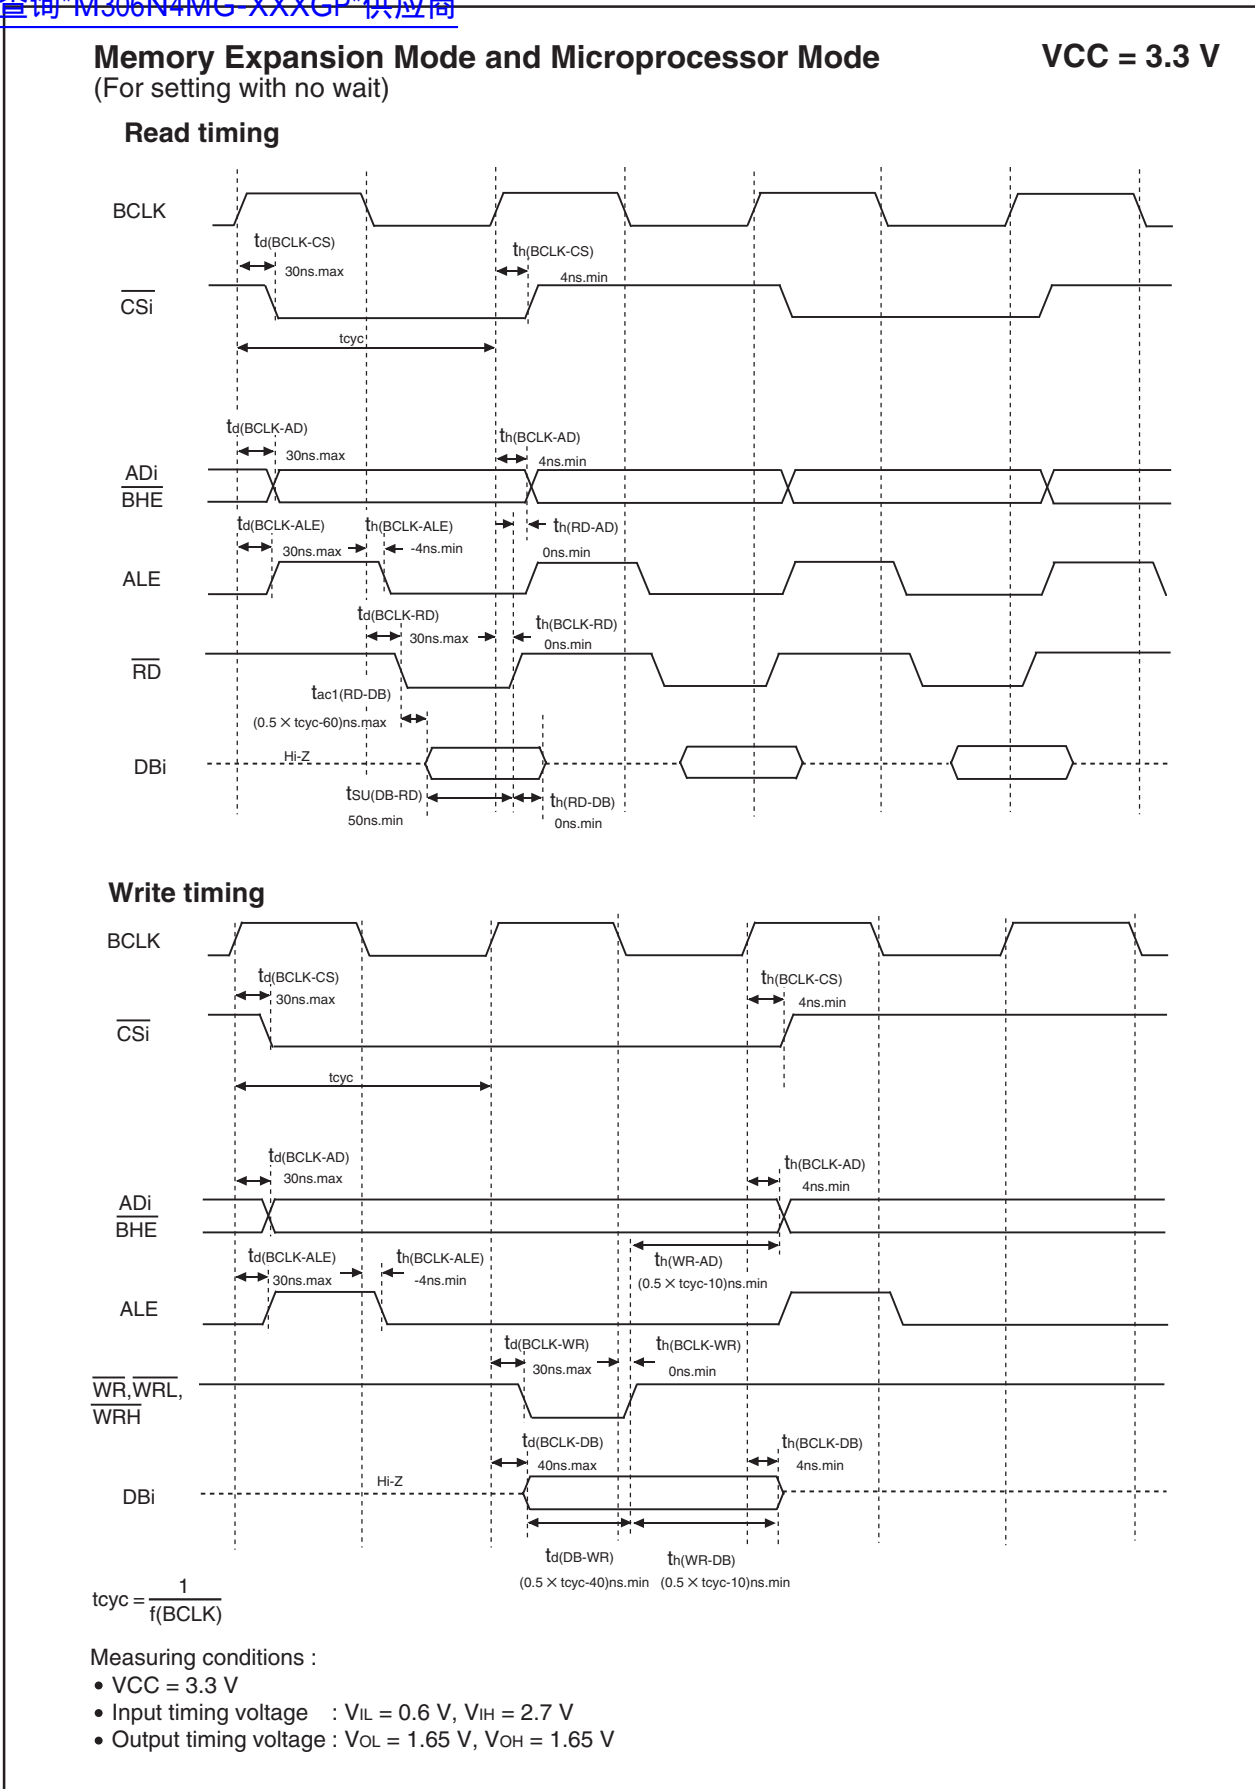 查询"M306N4MG-XXXGP"供应商
Memory Expansion Mode and Microprocessor Mode VCC = 3.3 V
(For setting with no wait)
Read timing
BCLK
td(BCLK-CS)
30ns.max
th(BCLK-CS)
4ns.min
CSi
tcyc
td(BCLK-AD)
30ns.max
th(BCLK-AD)
4ns.min
ADi
BHE
td(BCLK-ALE)
30ns.max
th(BCLK-ALE)
-4ns.min
th(RD-AD)
0ns.min
ALE
td(BCLK-RD)
30ns.max
th(BCLK-RD)
0ns.min
RD
tac1(RD-DB)
(0.5 × tcyc-60)ns.max
Hi-Z
DBi
tSU(DB-RD)
50ns.min
th(RD-DB)
0ns.min
Write timing
BCLK
td(BCLK-CS)
30ns.max
th(BCLK-CS)
4ns.min
CSi
tcyc
td(BCLK-AD)
30ns.max
th(BCLK-AD)
4ns.min
ADi
BHE
td(BCLK-ALE)
30ns.max
th(BCLK-ALE)
-4ns.min
th(WR-AD)
(0.5 × tcyc-10)ns.min
ALE
td(BCLK-WR)
30ns.max
th(BCLK-WR)
0ns.min
WR,WRL,
WRH
td(BCLK-DB)
40ns.max
th(BCLK-DB)
4ns.min
Hi-Z
DBi
td(DB-WR)
(0.5 × tcyc-40)ns.min
th(WR-DB)
(0.5 × tcyc-10)ns.min
tcyc = 1
f(BCLK)
Measuring conditions :
• VCC = 3.3 V
• Input timing voltage : VIL = 0.6 V, VIH = 2.7 V
• Output timing voltage : VOL = 1.65 V, VOH = 1.65 V